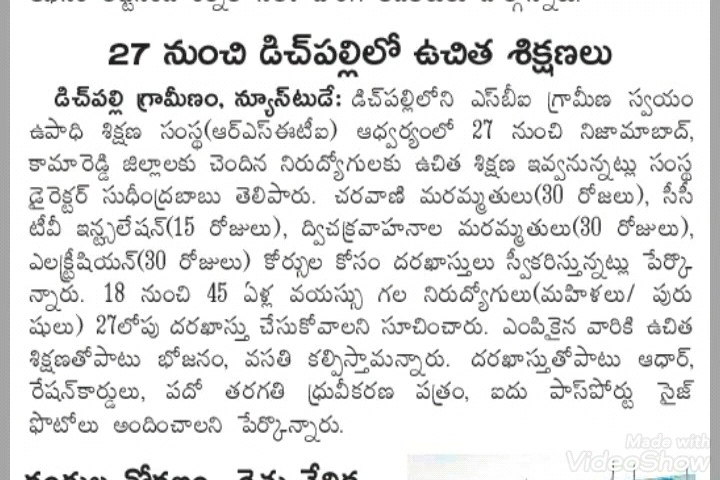 27 నుంచి డిచ్‌పల్లిలో ఉచిత శిక్షణలు
డిచ్‌పల్లి గ్రామీణం, న్యూస్‌టుడే: డిచ్‌పల్లిలోని ఎస్‌బీఐ గ్రామీణ స్వయం
ఉపాధి శిక్షణ సంస్థ(ఆర్‌ఎస్‌ఈటీఐ) ఆధ్వర్యంలో 27 నుంచి నిజామాబాద్,
కామారెడ్డి జిల్లాలకు చెందిన నిరుద్యోగులకు ఉచిత శిక్షణ ఇవ్వనున్నట్లు సంస్థ
డైరెక్టర్ సుధీంద్రబాబు తెలిపారు. చరవాణి మరమ్మతులు(30 రోజులు), సీసీ
టీవీ ఇన్స్టలేషన్(15 రోజులు), ద్విచక్రవాహనాల మరమ్మతులు(30 రోజులు),
ఎలక్ట్రీషియన్(30 రోజులు) కోర్సుల కోసం దరఖాస్తులు స్వీకరిస్తున్నట్లు పేర్కొ
న్నారు. 18 నుంచి 45 ఏళ్ల వయస్సు గల నిరుద్యోగులు(మహిళలు/ పురు
షులు) 27లోపు దరఖాస్తు చేసుకోవాలని సూచించారు. ఎంపికైన వారికి ఉచిత
శిక్షణతోపాటు భోజనం, వసతి కల్పిస్తామన్నారు. దరఖాస్తుతోపాటు ఆధార్,
రేషన్‌కార్డులు, పదో తరగతి ధ్రువీకరణ పత్రం, ఐదు పాస్‌పోర్టు సైజ్
ఫొటోలు అందించాలని పేర్కొన్నారు.
Made with
VideoShow